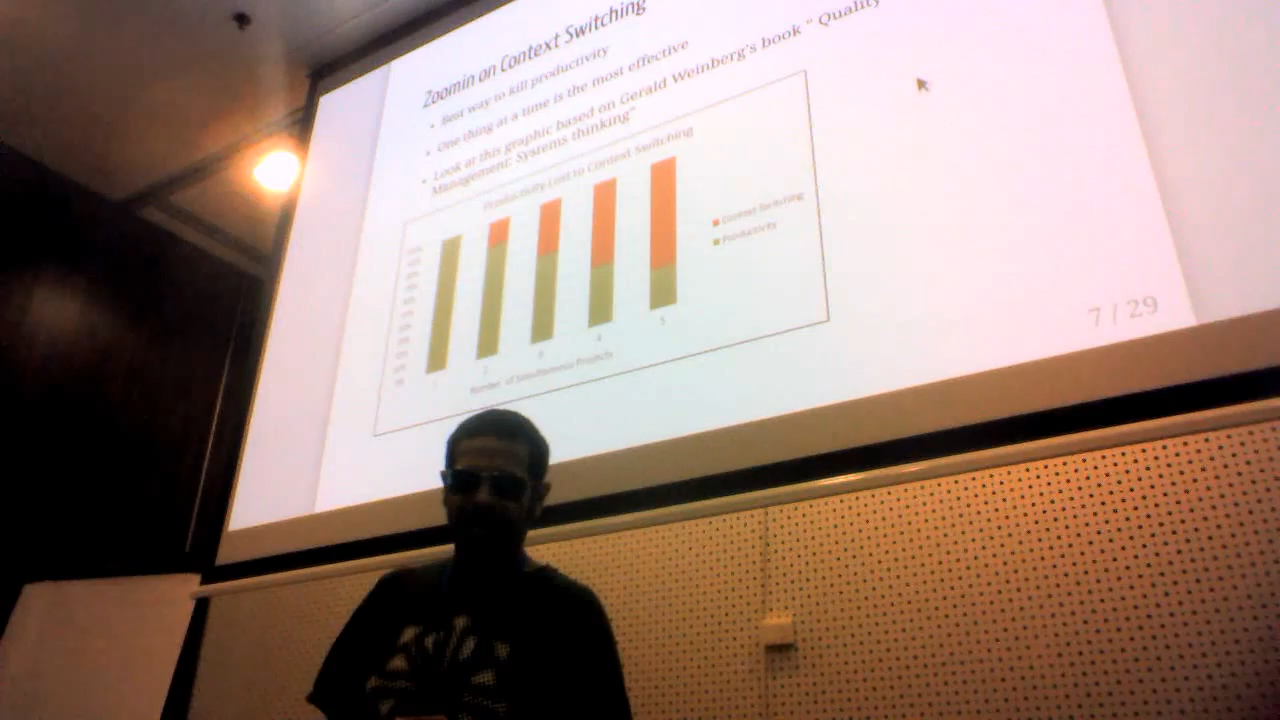 Zoomin on Context Switching
• Best way to kill productivity
• One thing at a time is the most effective
• Look at this graphic based on Gerald Weinberg's book " Quality
Management: Systems thinking"
Productivity Lost to Context Switching
Context Switching
Productivity
1 2 3 4 5
Number of Simultaneous Projects
7 / 29